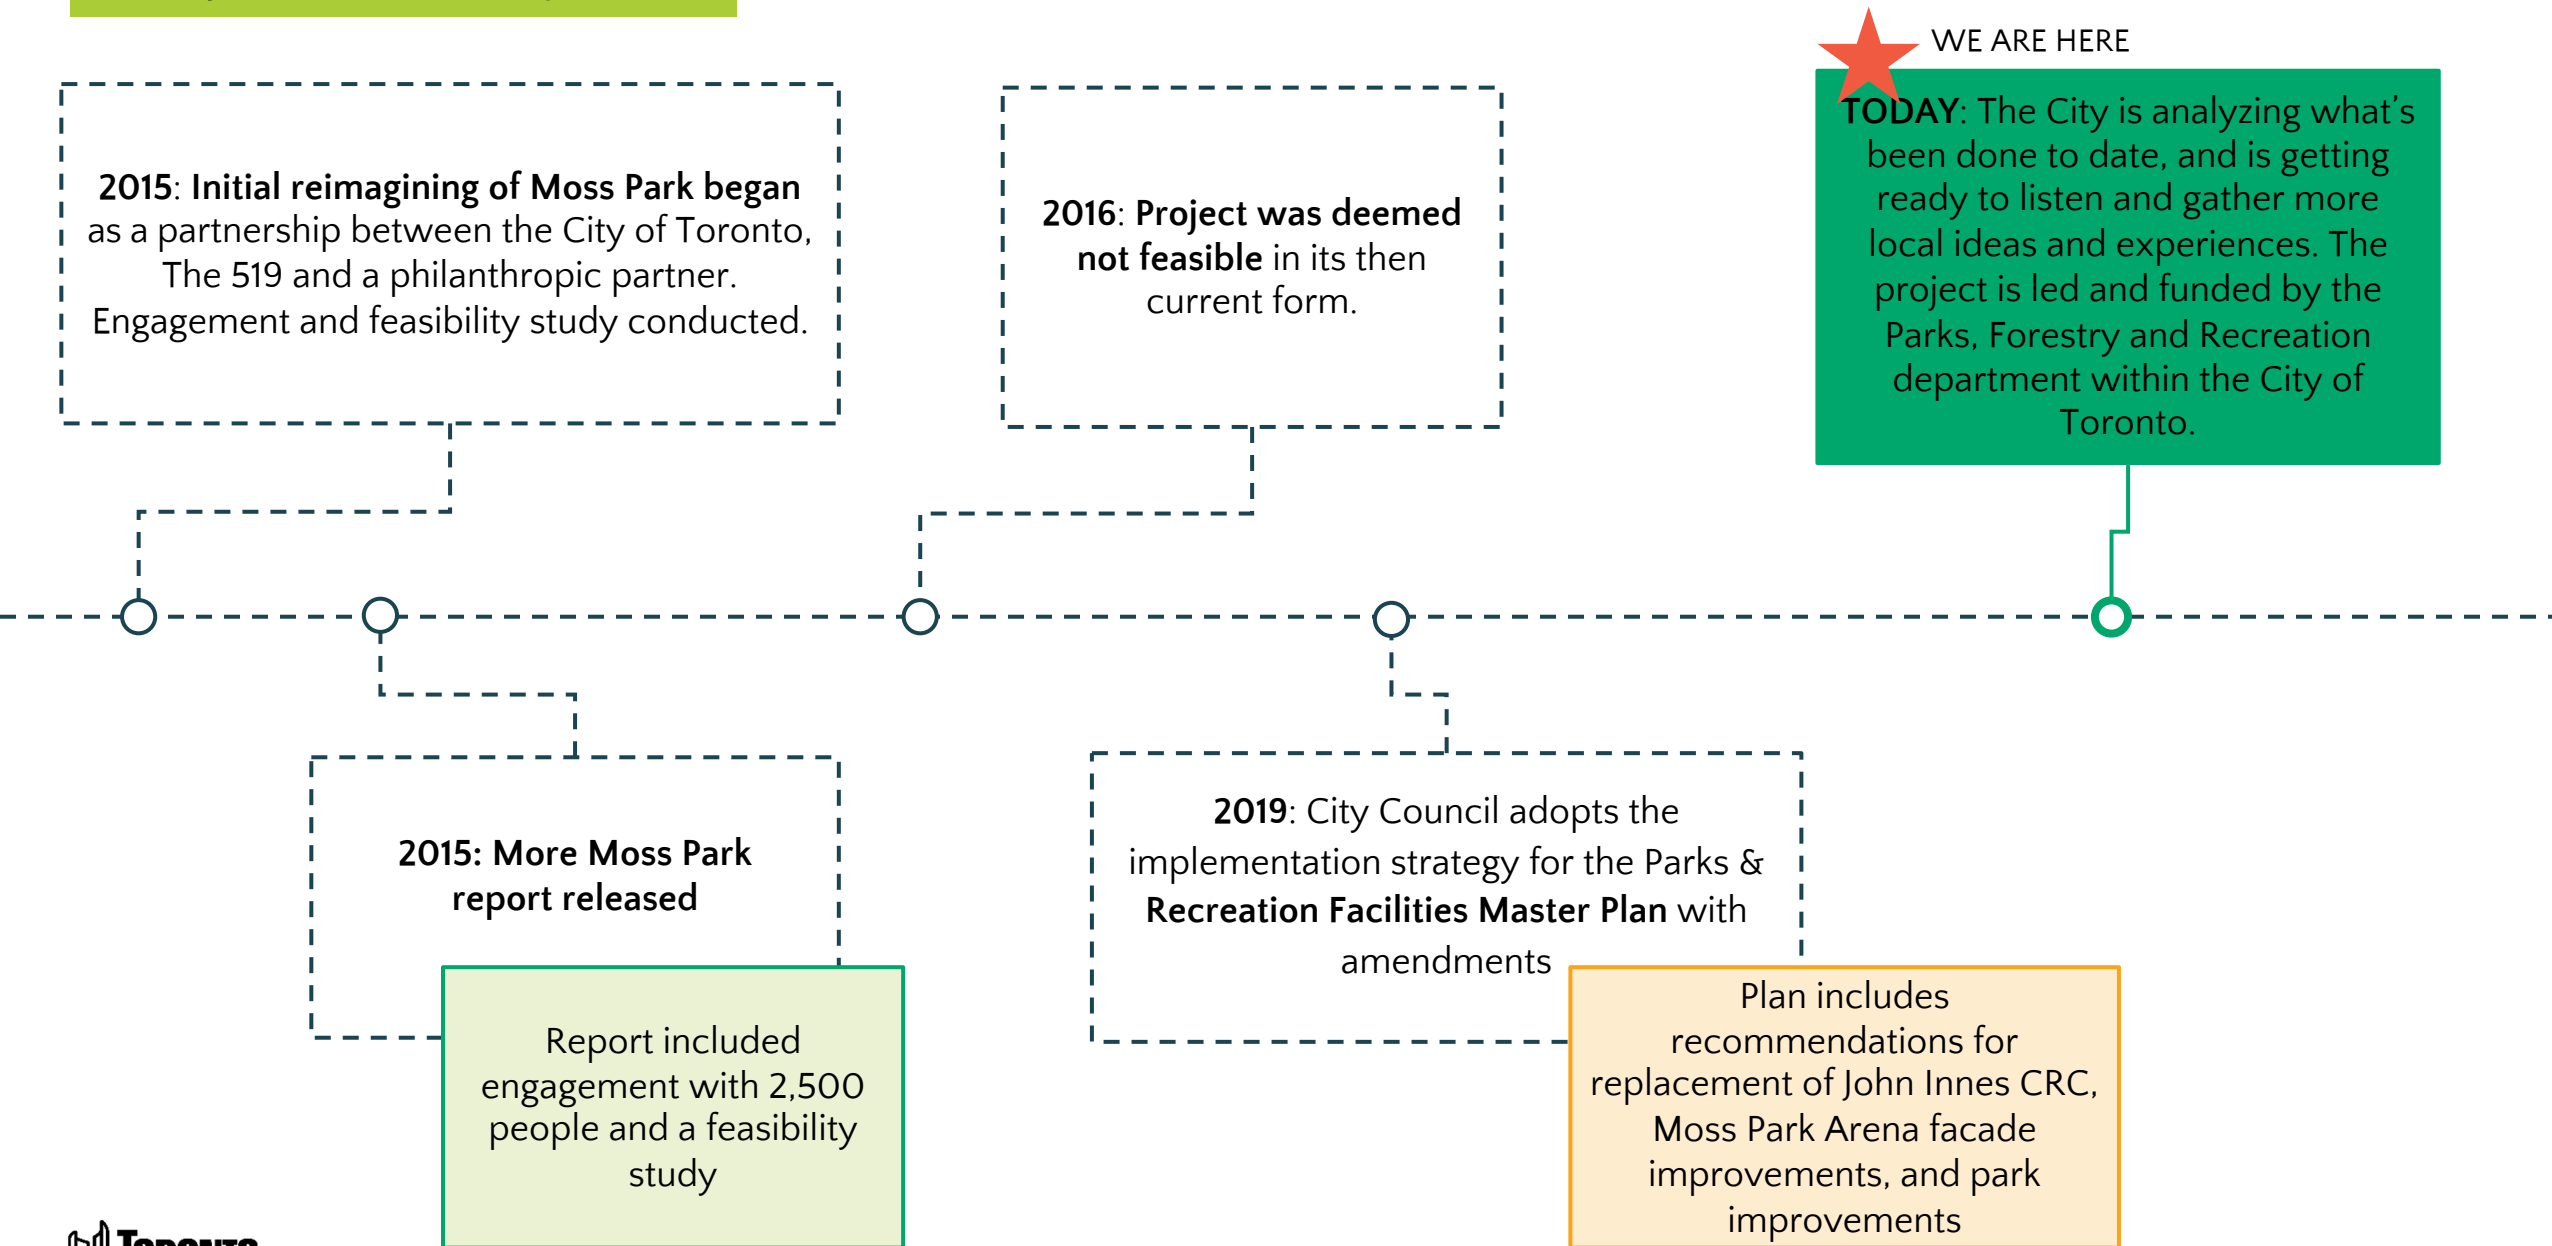 WE ARE HERE
2015: Initial reimagining of Moss Park began
as a partnership between the City of Toronto,
The 519 and a philanthropic partner.
Engagement and feasibility study conducted.
2016: Project was deemed
not feasible in its then
current form.
TODAY: The City is analyzing what's
been done to date, and is getting
ready to listen and gather more
local ideas and experiences. The
project is led and funded by the
Parks, Forestry and Recreation
department within the City of
Toronto.
2015: More Moss Park
report released
Report included
engagement with 2,500
people and a feasibility
study
2019: City Council adopts the
implementation strategy for the Parks &
Recreation Facilities Master Plan with
amendments
Plan includes
recommendations for
replacement of John Innes CRC,
Moss Park Arena facade
improvements, and park
improvements
TORONTO